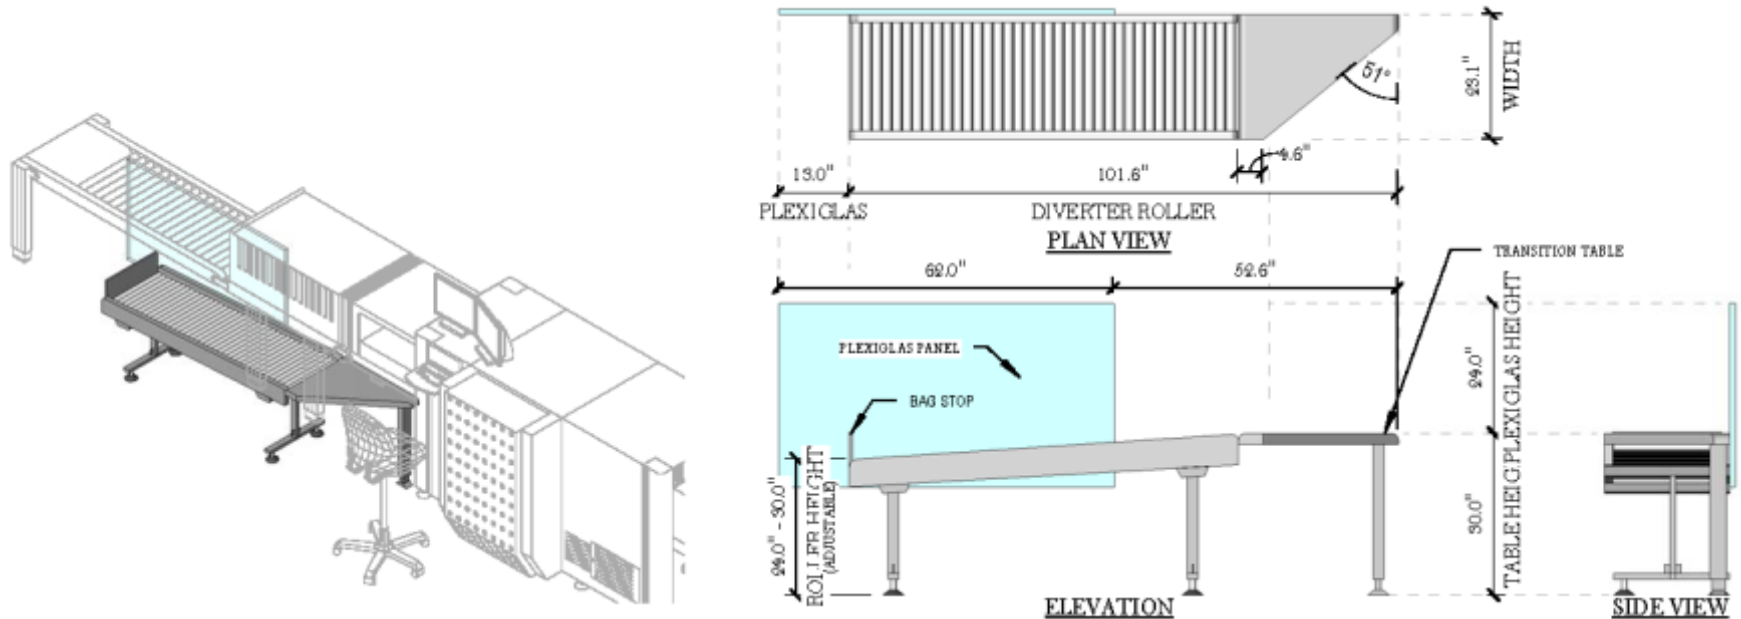 51°
23.1"
WIDTH
4.6"
13.0"
101.6"
PLEXIGLAS
DIVERTER ROLLER
PLAN VIEW
62.0"
52.6"
TRANSITION TABLE
PLEXIGLAS PANEL
BAG STOP
24.0"
PLEXIGLAS HEIGHT
24.0" - 30.0"
ROLLER HEIGHT
(ADJUSTABLE)
30.0"
TABLE HEIG
ELEVATION
SIDE VIEW